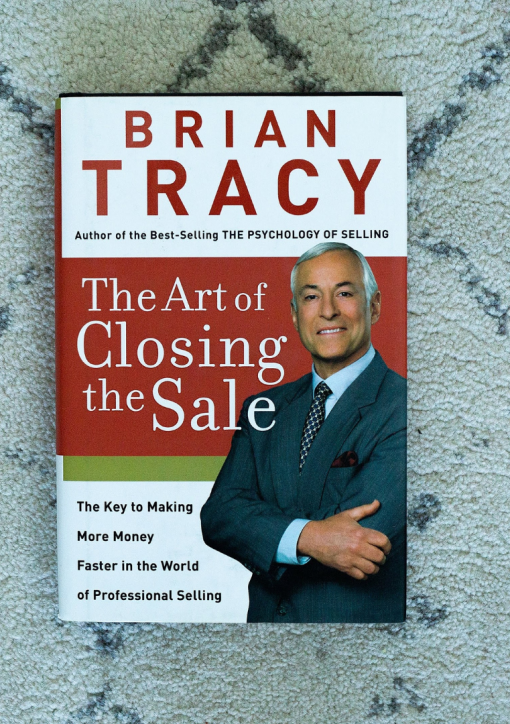 BRIAN
TRACY
Author of the Best-Selling THE PSYCHOLOGY OF SELLING
The Art of
Closing
the Sale
The Key to Making
More Money
Faster in the World
of Professional Selling